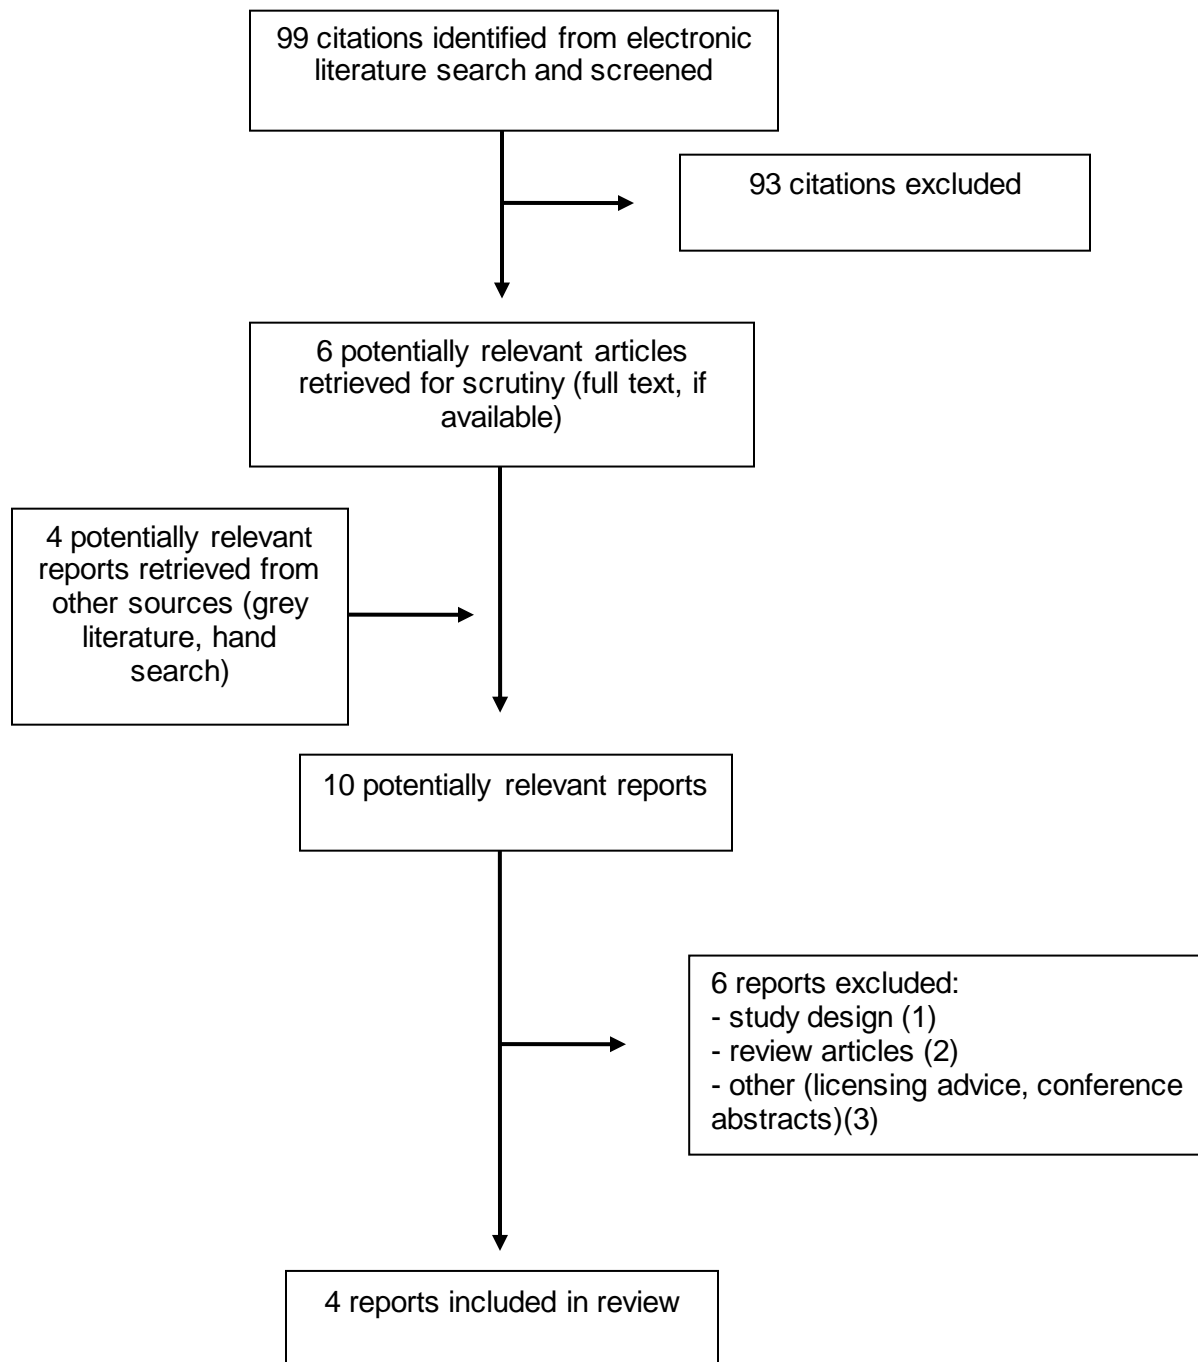 99 citations identified from electronic
literature search and screened
93 citations excluded
6 potentially relevant articles
retrieved for scrutiny (full text, if
available)
4 potentially relevant
reports retrieved from
other sources (grey
literature, hand
search)
10 potentially relevant reports
6 reports excluded:
- study design (1)
- review articles (2)
- other (licensing advice, conference
abstracts)(3)
4 reports included in review